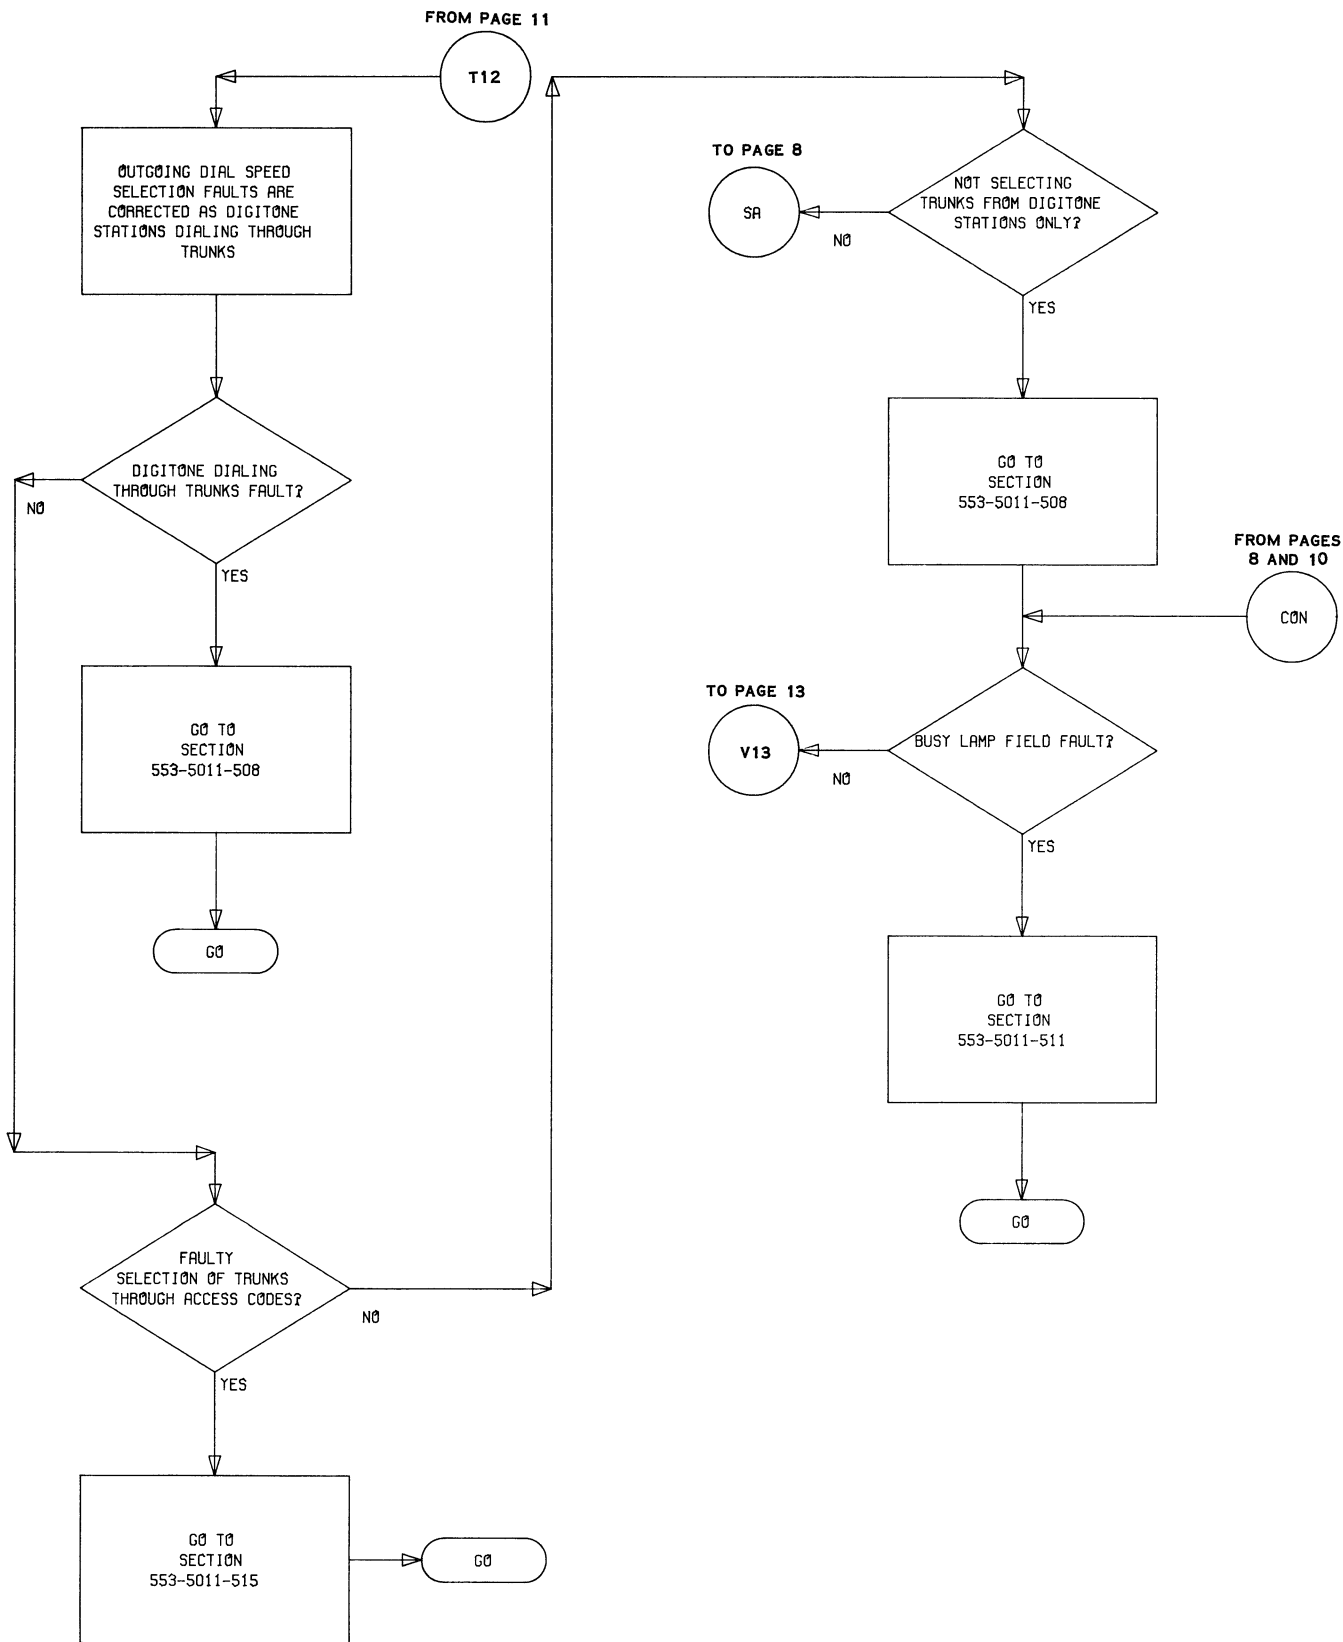 FROM PAGE 11
T12
OUTGOING DIAL SPEED
SELECTION FAULTS ARE
CORRECTED AS DIGITONE
STATIONS DIALING THROUGH
TRUNKS
DIGITONE DIALING
THROUGH TRUNKS FAULT?
NO
YES
GO TO
SECTION
553-5011-508
GO
FAULTY
SELECTION OF TRUNKS
THROUGH ACCESS CODES?
NO
YES
GO TO
SECTION
553-5011-515
GO
TO PAGE 8
SA
NOT SELECTING
TRUNKS FROM DIGITONE
STATIONS ONLY?
NO
YES
GO TO
SECTION
553-5011-508
FROM PAGES
8 AND 10
CON
TO PAGE 13
V13
BUSY LAMP FIELD FAULT?
NO
YES
GO TO
SECTION
553-5011-511
GO